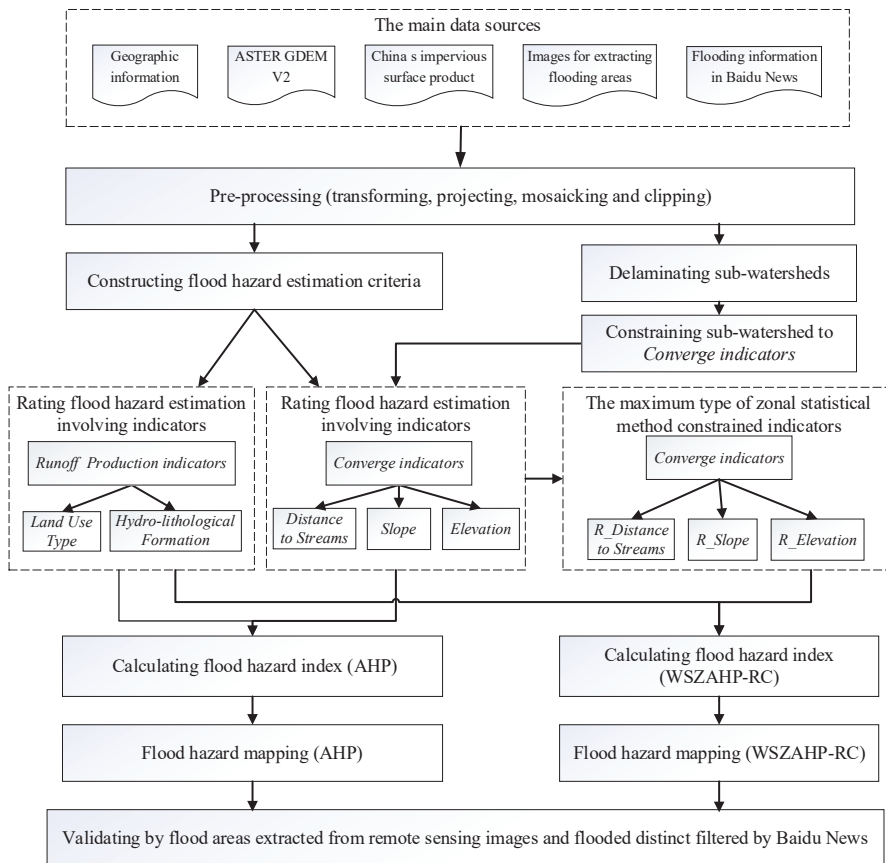 The main data sources
Geographic
information
ASTER GDEM
V2
China s impervious
surface product
Images for extracting
flooding areas
Flooding information
in Baidu News
Pre-processing (transforming, projecting, mosaicking and clipping)
Constructing flood hazard estimation criteria
Delaminating sub-watersheds
Constraining sub-watershed to
Converge indicators
Rating flood hazard estimation
involving indicators
Runoff Production indicators
Land Use
Type
Hydro-lithological
Formation
Rating flood hazard estimation
involving indicators
Converge indicators
Distance
to Streams
Slope
Elevation
The maximum type of zonal statistical
method constrained indicators
Converge indicators
R_Distance
to Streams
R_Slope
R_Elevation
Calculating flood hazard index (AHP)
Calculating flood hazard index
(WSZAHP-RC)
Flood hazard mapping (AHP)
Flood hazard mapping (WSZAHP-RC)
Validating by flood areas extracted from remote sensing images and flooded distinct filtered by Baidu News